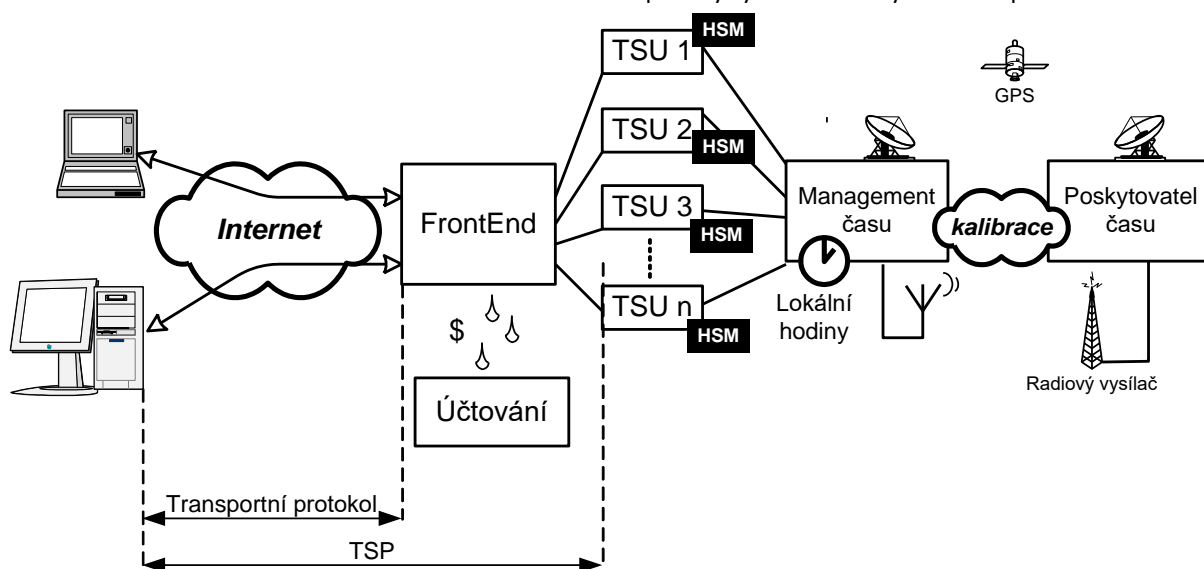 HSM
TSU 1
GPS
TSU 2
HSM
Internet
FrontEnd
TSU 3
HSM
Management
času
kalibrace
Poskytovatel
času
TSU n
HSM
Lokální
hodiny
$
Radiový vysílač
Účtování
Transportní protokol
TSP